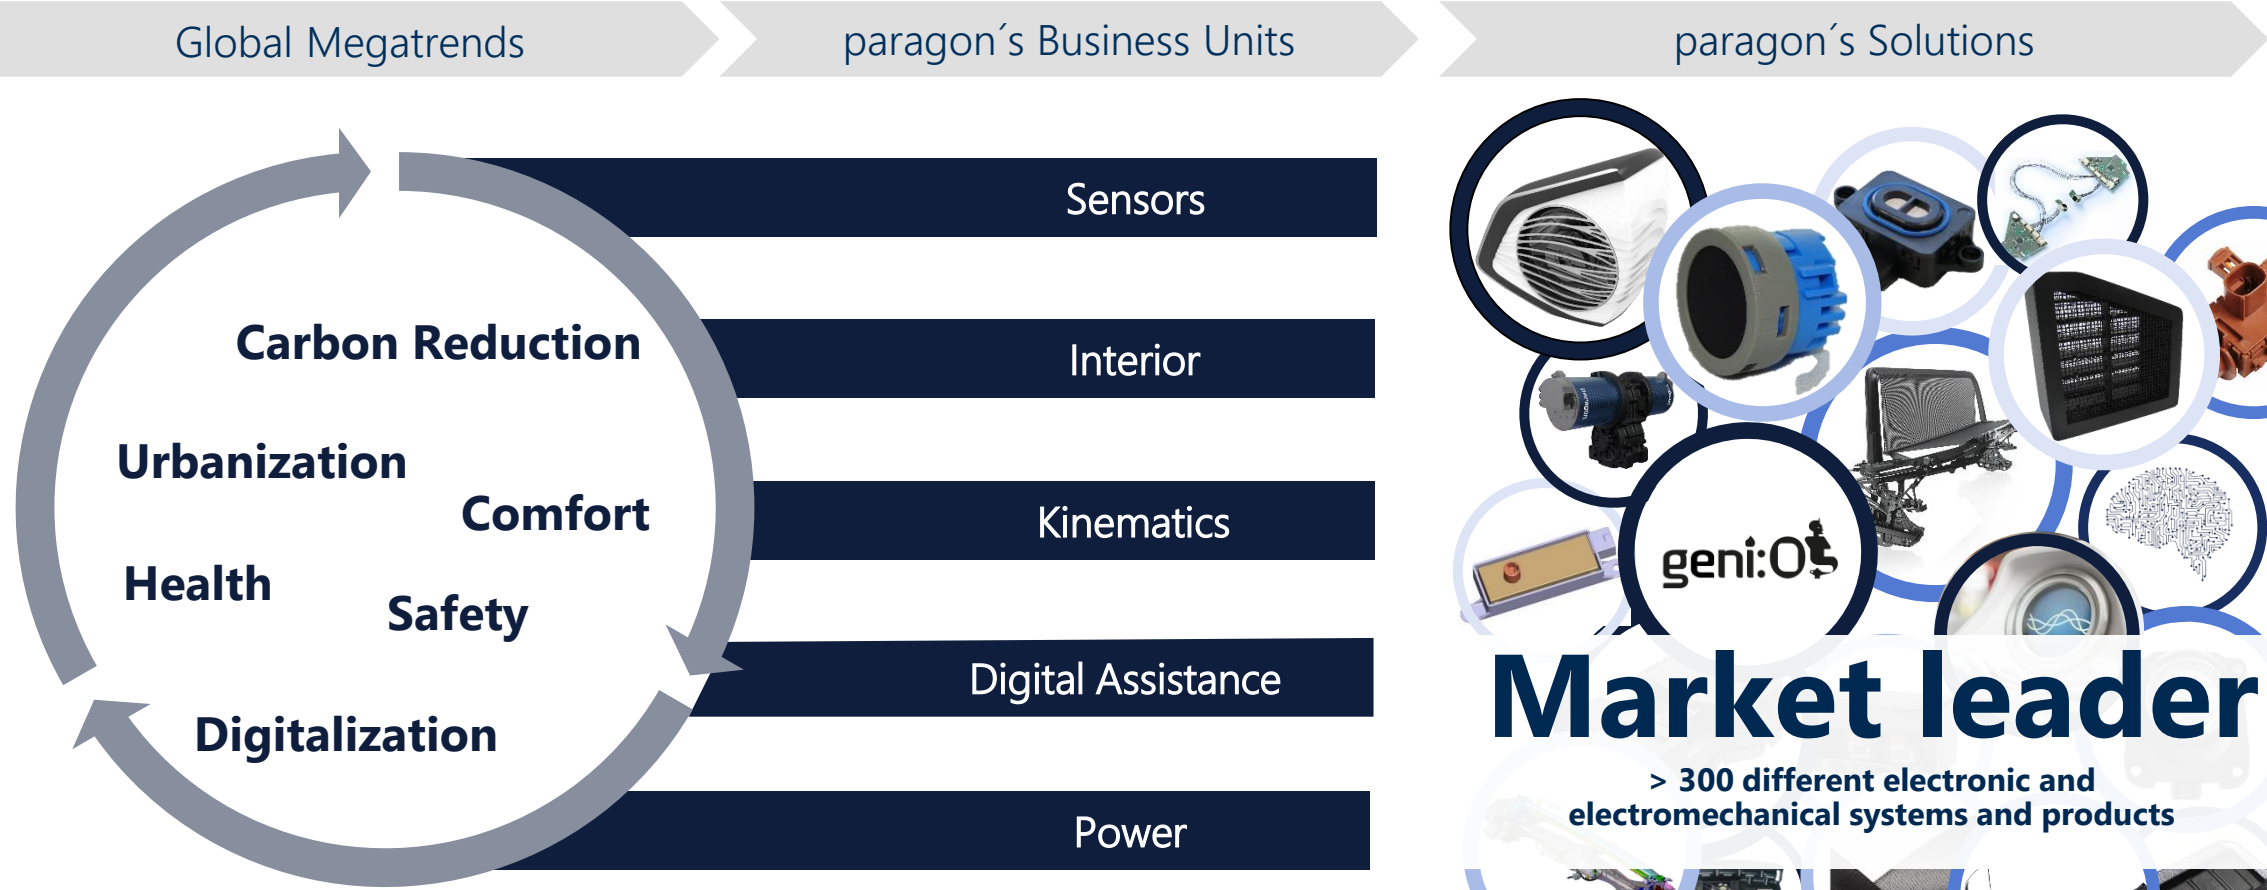 Global Megatrends
paragon´s Business Units
paragon´s Solutions
Carbon Reduction
Urbanization
Comfort
Health
Safety
Digitalization
Sensors
Interior
Kinematics
Digital Assistance
Power
geni:OS
Market leader
> 300 different electronic and
electromechanical systems and products